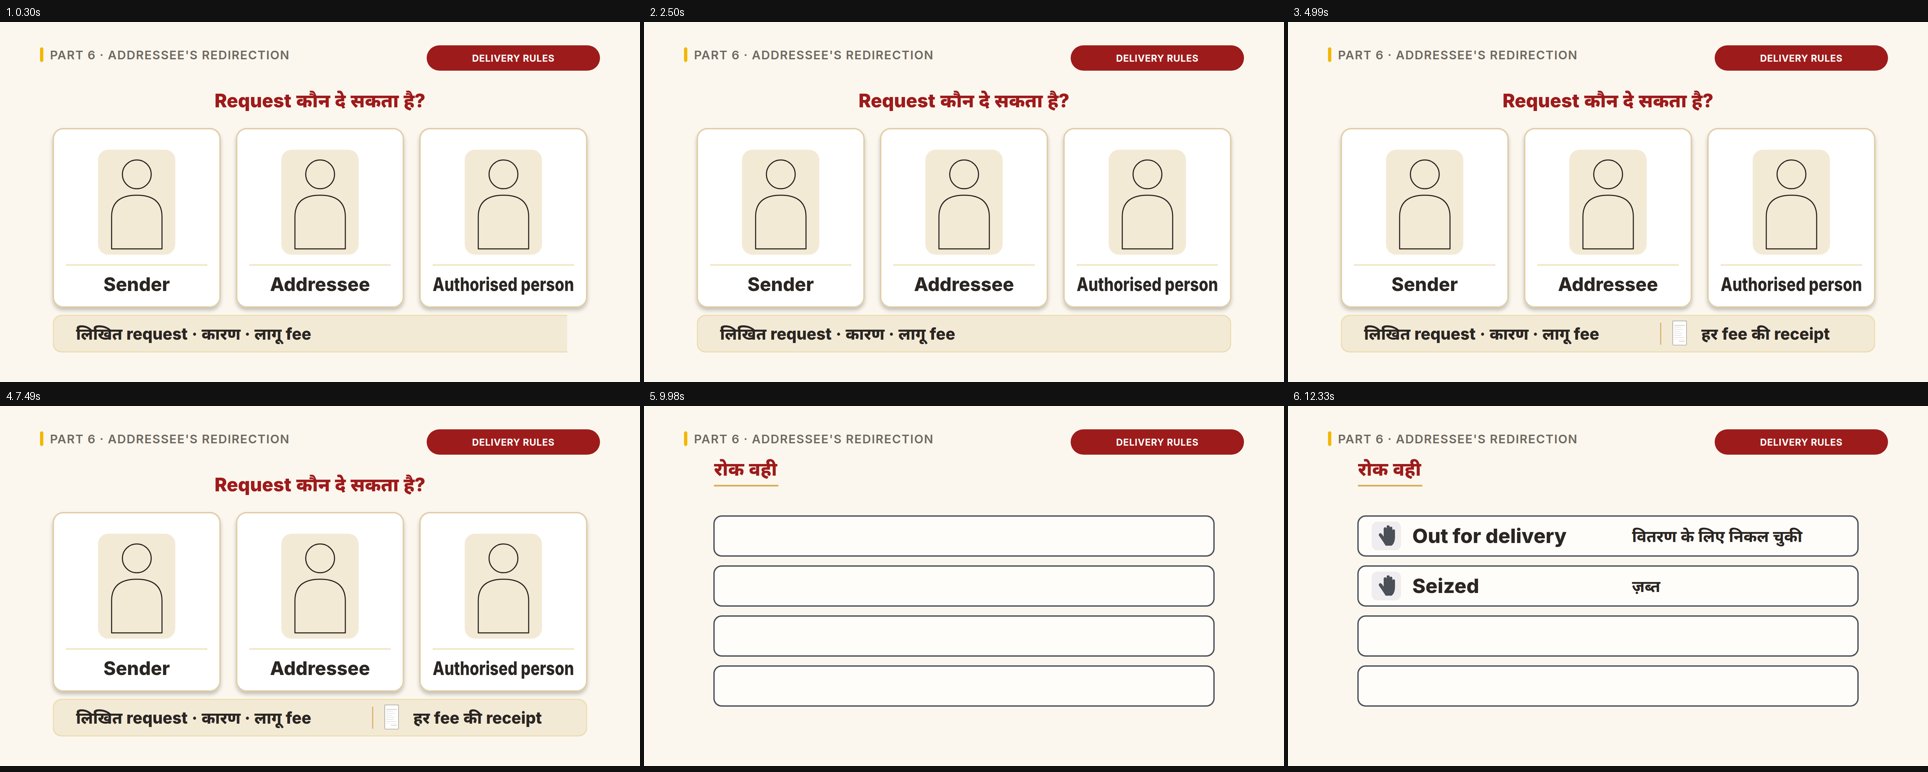 1. 0.30s
PART 6 · ADDRESSEE'S REDIRECTION
DELIVERY RULES
Request कौन दे सकता है?
Sender
Addressee
Authorised person
लिखित request · कारण · लागू fee
2. 2.50s
PART 6 · ADDRESSEE'S REDIRECTION
DELIVERY RULES
Request कौन दे सकता है?
Sender
Addressee
Authorised person
लिखित request · कारण · लागू fee
3. 4.99s
PART 6 · ADDRESSEE'S REDIRECTION
DELIVERY RULES
Request कौन दे सकता है?
Sender
Addressee
Authorised person
लिखित request · कारण · लागू fee
हर fee की receipt
4. 7.49s
PART 6 · ADDRESSEE'S REDIRECTION
DELIVERY RULES
Request कौन दे सकता है?
Sender
Addressee
Authorised person
लिखित request · कारण · लागू fee
हर fee की receipt
5. 9.98s
PART 6 · ADDRESSEE'S REDIRECTION
DELIVERY RULES
रोक वही
6. 12.33s
PART 6 · ADDRESSEE'S REDIRECTION
DELIVERY RULES
रोक वही
Out for delivery
वितरण के लिए निकल चुकी
Seized
ज़ब्त